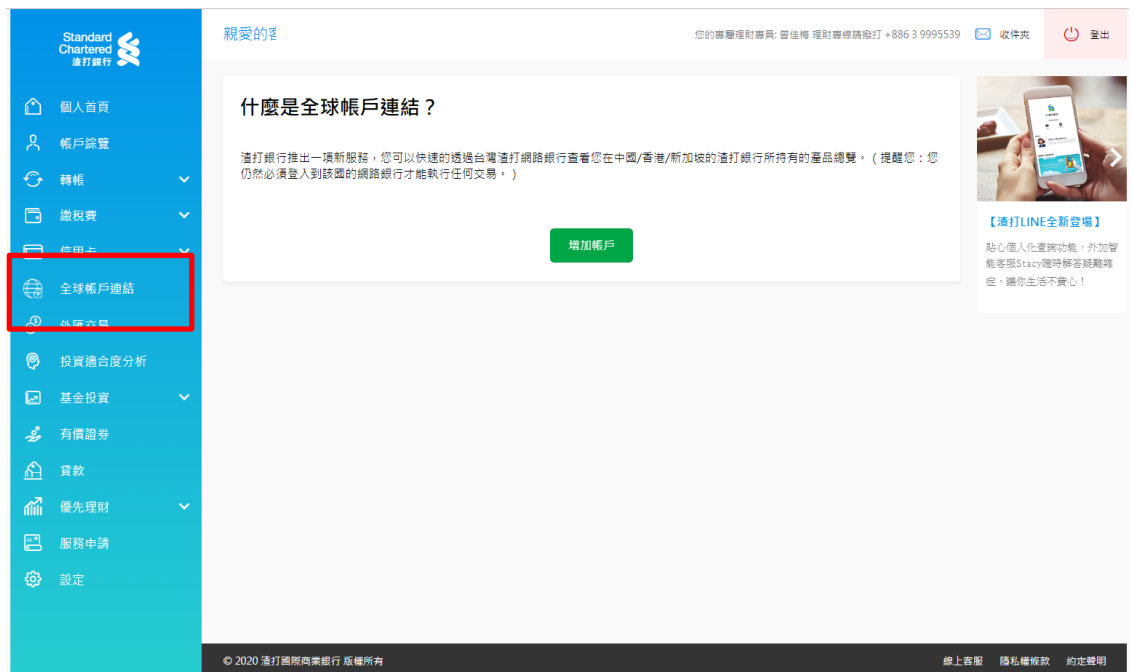 Standard
Chartered
渣打銀行
個人首頁
帳戶綜覽
轉帳
繳稅費
信用卡
全球帳戶連結
外匯交易
投資適合度分析
基金投資
有價證券
貸款
優先理財
服務申請
設定
親愛的客
您的專屬理財專員: 曾佳梅 理財專線請撥打 +886 3 9995539
收件夾
登出
什麼是全球帳戶連結？
渣打銀行推出一項新服務，您可以快速的透過台灣渣打網路銀行查看您在中國/香港/新加坡的渣打銀行所持有的產品總覽。（提醒您：您
仍然必須登入到該國的網路銀行才能執行任何交易。）
增加帳戶
【渣打LINE全新登場】
貼心個人化查詢功能，外加智
能客服Stacy隨時解答疑難雜
症，讓你生活不費心！
© 2020 渣打國際商業銀行 版權所有
線上客服 隱私權條款 約定聲明